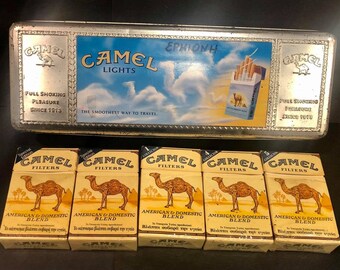 ΕΡΜΙΟΝΗ
CAMEL
CAMEL
LIGHTS
CAMEL
FULL SMOKING
PLEASURE
SINCE 1913
THE SMOOTHEST WAY TO TRAVEL
FULL SMOKING
PLEASURE
SINCE 1913
CAMEL
FILTERS
AMERICAN & DOMESTIC
BLEND
CAMEL
FILTERS
AMERICAN & DOMESTIC
BLEND
CAMEL
FILTERS
AMERICAN & DOMESTIC
BLEND
CAMEL
FILTERS
AMERICAN & DOMESTIC
BLEND
CAMEL
FILTERS
AMERICAN & DOMESTIC
BLEND